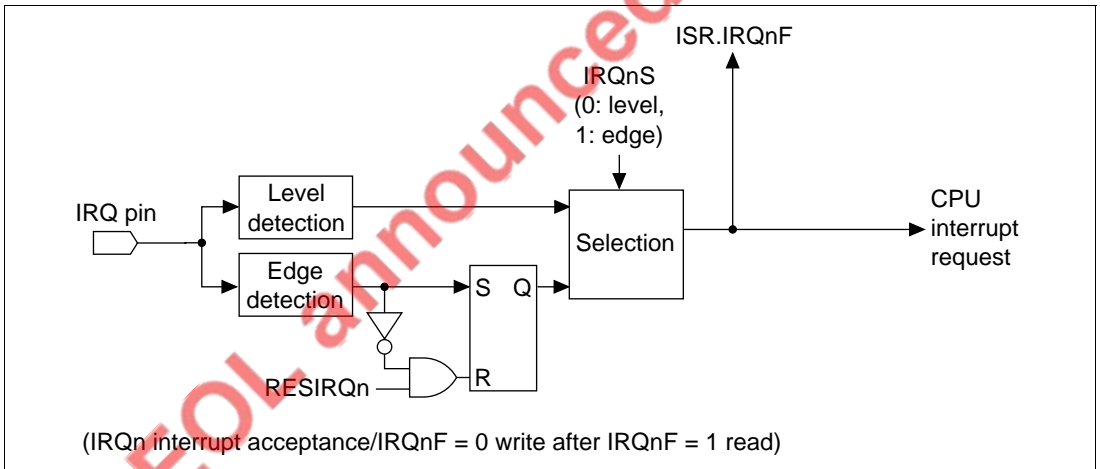 ISR.IRQnF
IRQnS
(0: level,
1: edge)
Level
detection
IRQ pin
CPU
interrupt
request
Selection
Edge
detection
S Q
R
RESIRQn
(IRQn interrupt acceptance/IRQnF = 0 write after IRQnF = 1 read)
EOL announced